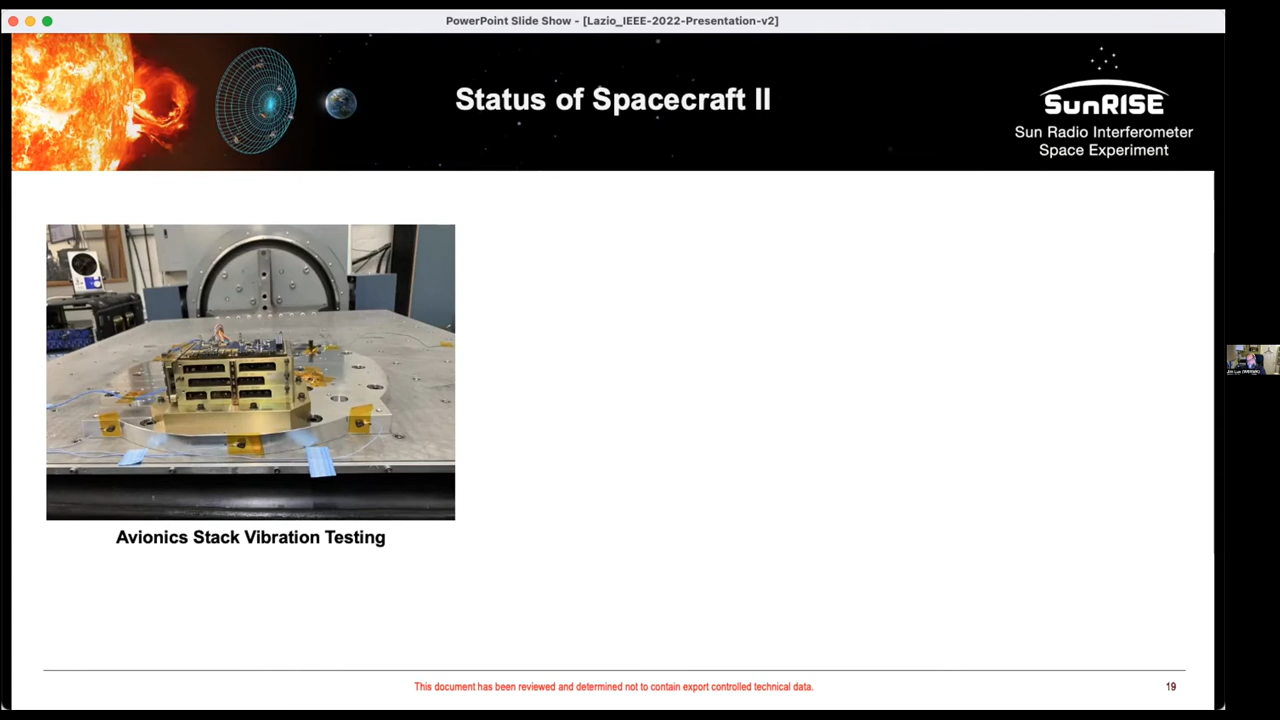 PowerPoint Slide Show - [Lazio_IEEE-2022-Presentation-v2]
Status of Spacecraft II
SunRISE
Sun Radio Interferometer
Space Experiment
Avionics Stack Vibration Testing
This document has been reviewed and determined not to contain export controlled technical data.
19